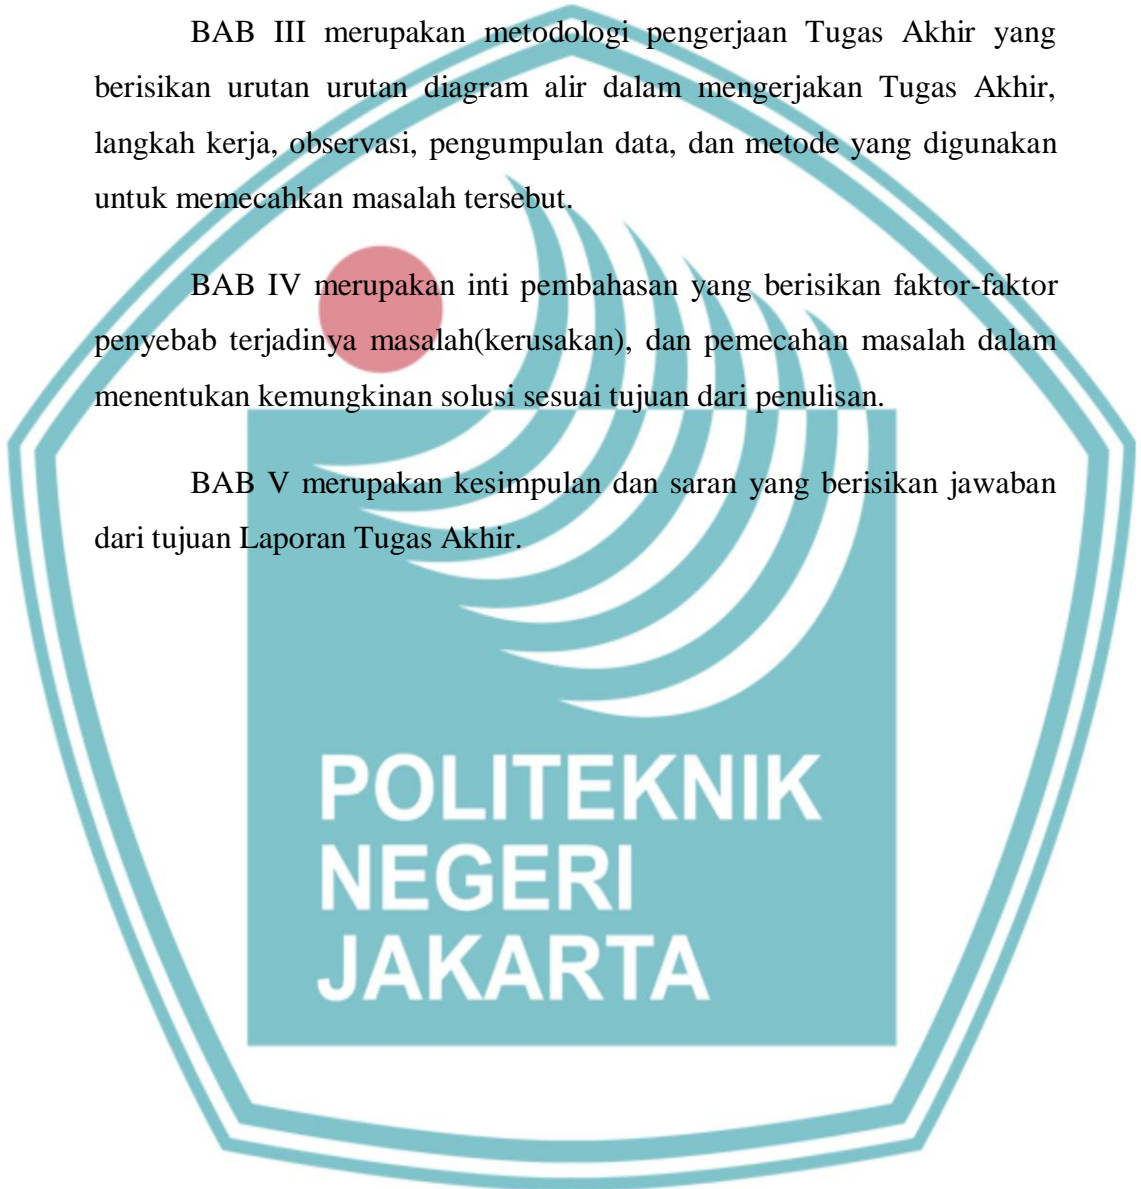 BAB III merupakan metodologi pengerjaan Tugas Akhir yang
berisikan urutan urutan diagram alir dalam mengerjakan Tugas Akhir,
langkah kerja, observasi, pengumpulan data, dan metode yang digunakan
untuk memecahkan masalah tersebut.
BAB IV merupakan inti pembahasan yang berisikan faktor-faktor
penyebab terjadinya masalah(kerusakan), dan pemecahan masalah dalam
menentukan kemungkinan solusi sesuai tujuan dari penulisan.
BAB V merupakan kesimpulan dan saran yang berisikan jawaban
dari tujuan Laporan Tugas Akhir.
POLITEKNIK
NEGERI
JAKARTA